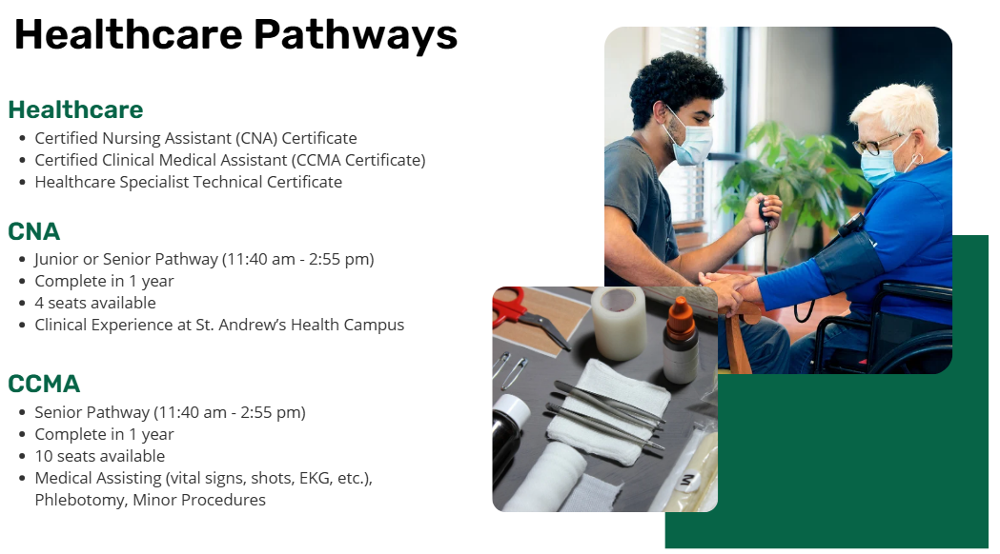 Healthcare Pathways
Healthcare
• Certified Nursing Assistant (CNA) Certificate
• Certified Clinical Medical Assistant (CCMA Certificate)
• Healthcare Specialist Technical Certificate
CNA
• Junior or Senior Pathway (11:40 am - 2:55 pm)
• Complete in 1 year
• 4 seats available
• Clinical Experience at St. Andrew’s Health Campus
CCMA
• Senior Pathway (11:40 am - 2:55 pm)
• Complete in 1 year
• 10 seats available
• Medical Assisting (vital signs, shots, EKG, etc.),
Phlebotomy, Minor Procedures
M